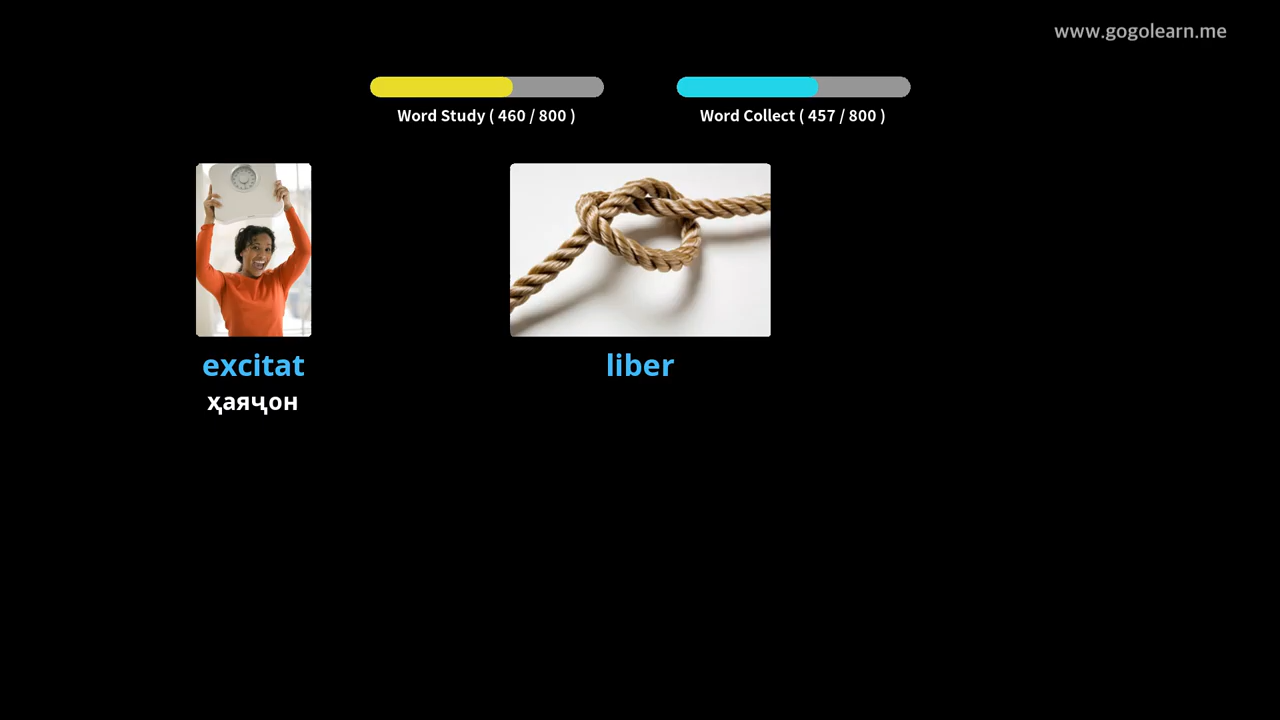 www.gogolearn.me
Word Study ( 460 / 800 )
Word Collect ( 457 / 800 )
excitat
ҳаяҷон
liber